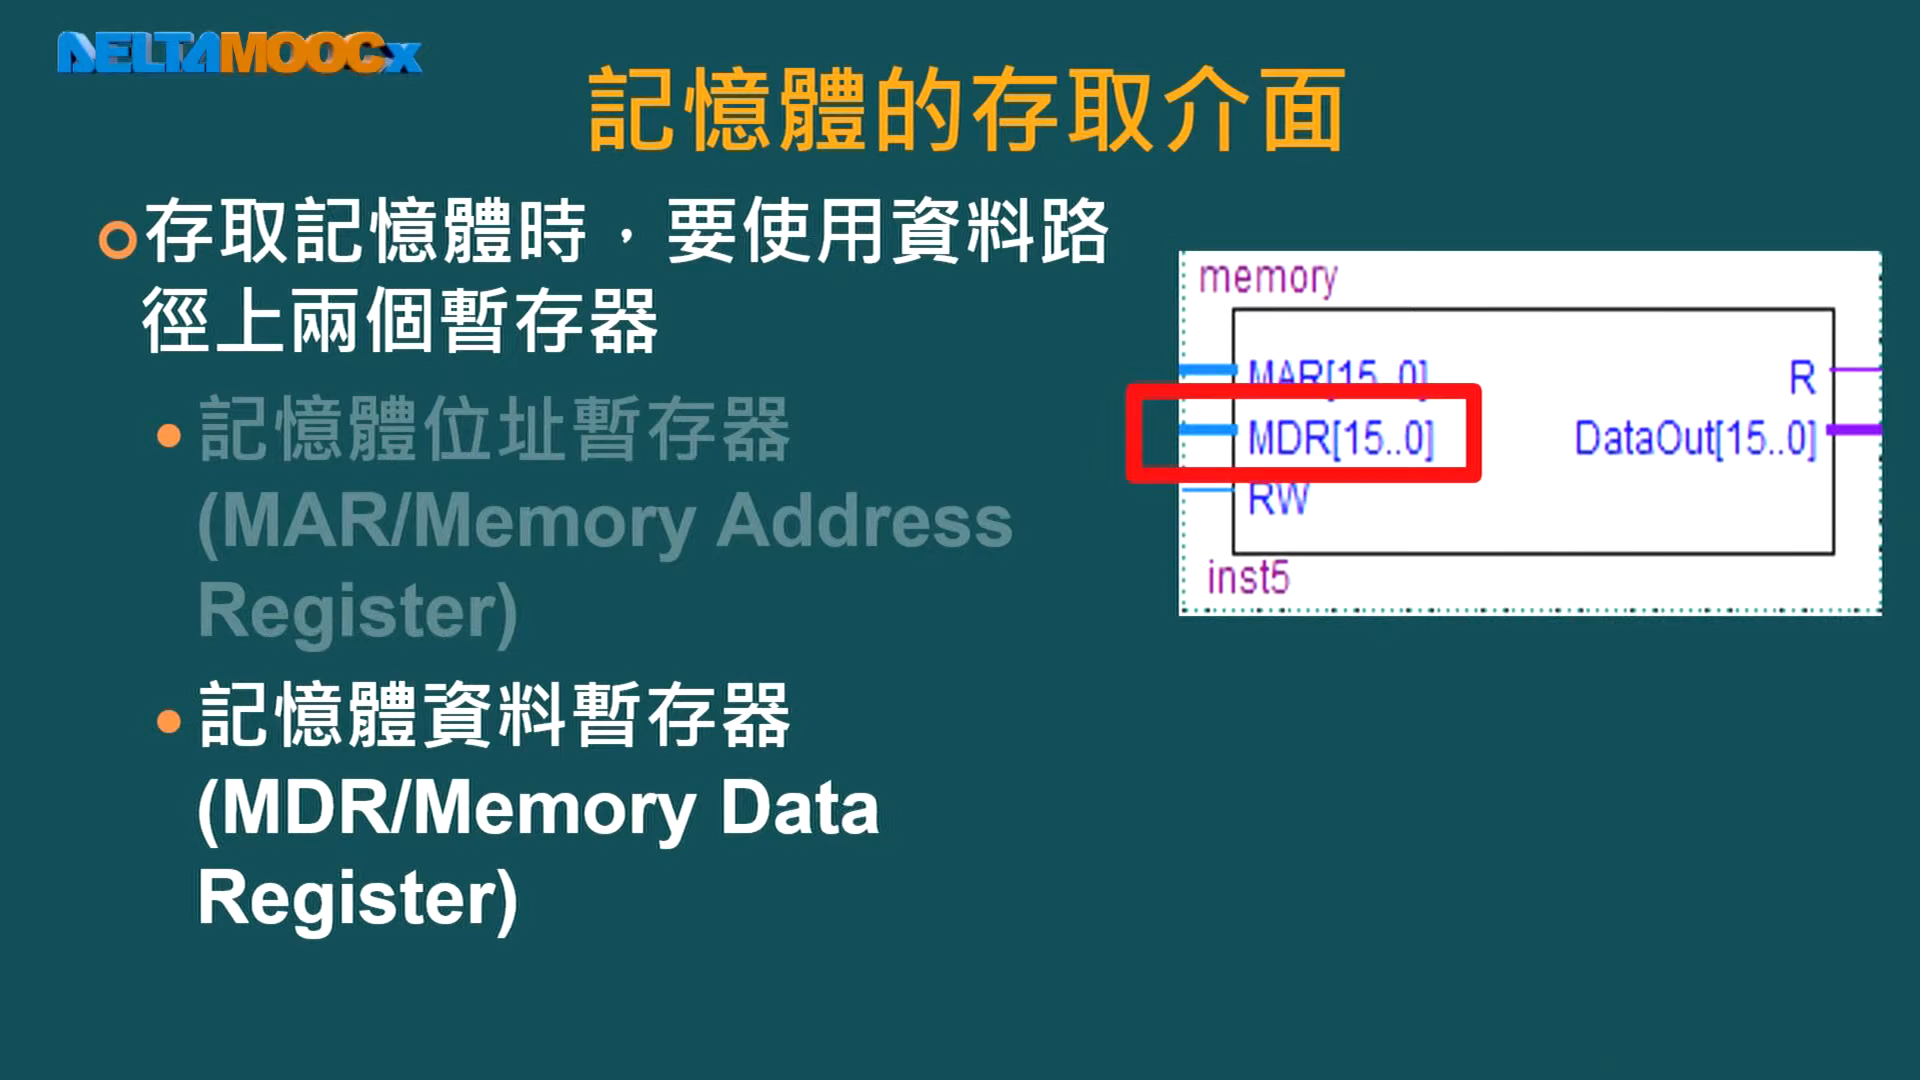 DELTAMOOCx
記憶體的存取介面
存取記憶體時，要使用資料路
徑上兩個暫存器
記憶體位址暫存器
(MAR/Memory Address
Register)
記憶體資料暫存器
(MDR/Memory Data
Register)
memory
MAR[15..0]
R
MDR[15..0]
DataOut[15..0]
RW
inst5